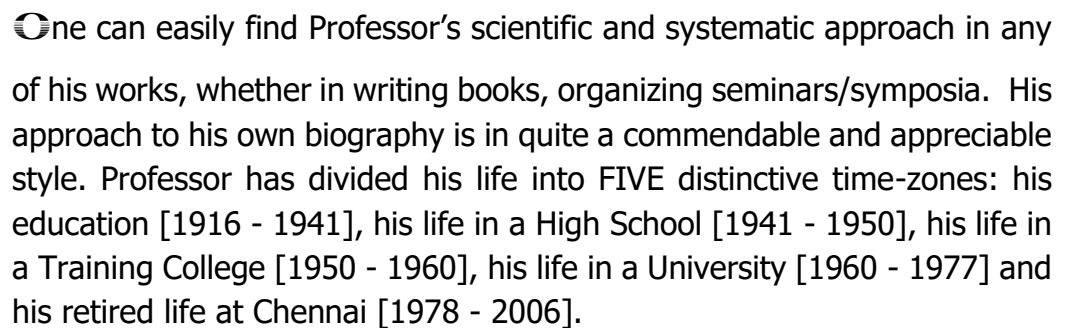 One can easily find Professor’s scientific and systematic approach in any
of his works, whether in writing books, organizing seminars/symposia.  His
approach to his own biography is in quite a commendable and appreciable
style. Professor has divided his life into FIVE distinctive time-zones: his
education [1916 - 1941], his life in a High School [1941 - 1950], his life in
a Training College [1950 - 1960], his life in a University [1960 - 1977] and
his retired life at Chennai [1978 - 2006].